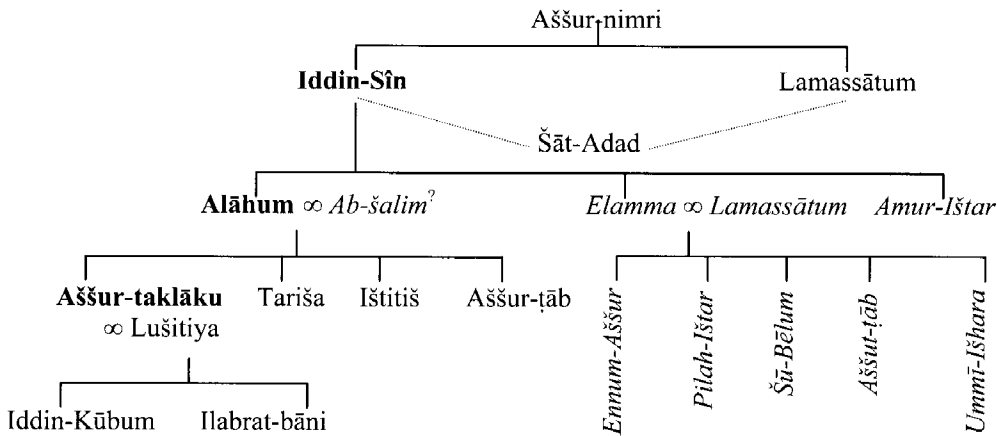 Aššur-nimri
Iddin-Sîn Lamassātum
Šāt-Adad
Alāhum ∞ Ab-šalim? Elamma ∞ Lamassātum Amur-Ištar
Aššur-taklāku Tariša Ištitiš Aššur-ṭāb
∞ Lušitiya
Iddin-Kūbum Ilabrat-bāni
Ennum-Aššur
Pilah-Ištar
Šū-Bēlum
Aššut-ṭāb
Ummī-Išhara